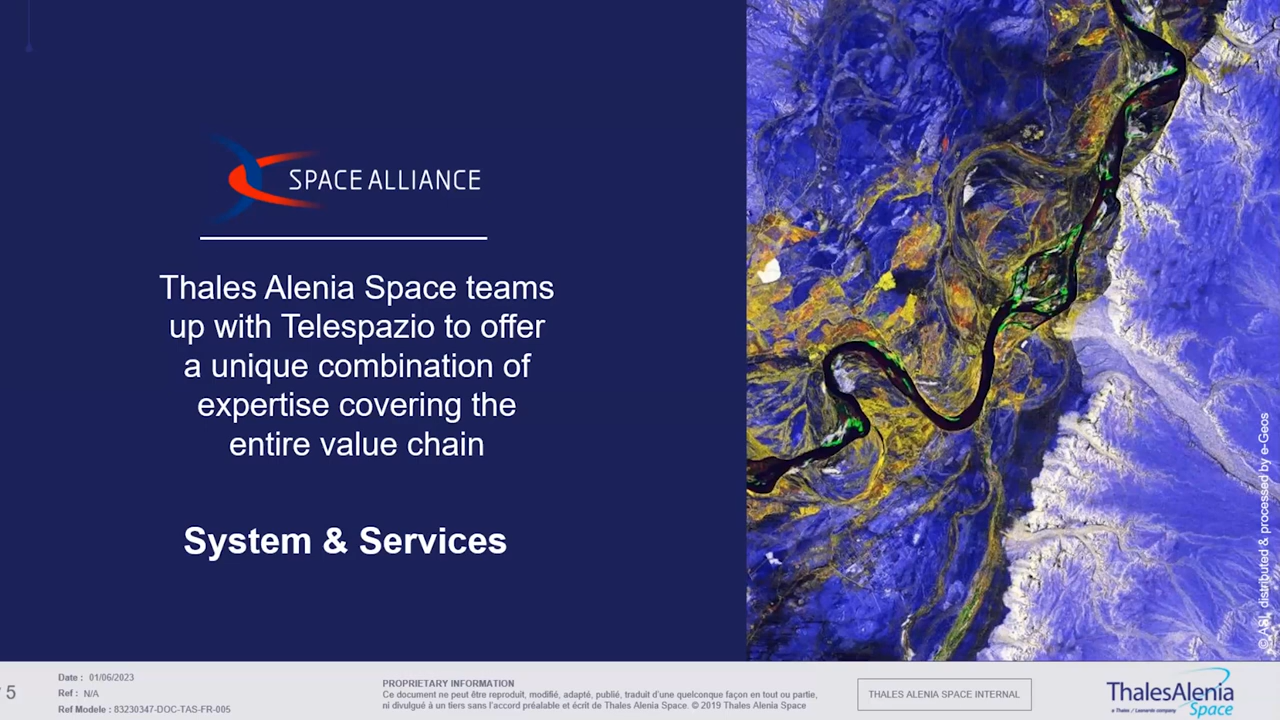 SPACE ALLIANCE
Thales Alenia Space teams
up with Telespazio to offer
a unique combination of
expertise covering the
entire value chain
System & Services
© ASI, distributed & processed by e-Geos
5
Date : 01/06/2023
Ref : N/A
Ref Modele : 83230347-DOC-TAS-FR-005
PROPRIETARY INFORMATION
Ce document ne peut être reproduit, modifié, adapté, publié, traduit d'une quelconque façon en tout ou partie,
ni divulgué à un tiers sans l'accord préalable et écrit de Thales Alenia Space. © 2019 Thales Alenia Space
THALES ALENIA SPACE INTERNAL
ThalesAlenia
a Thales / Leonardo company
Space